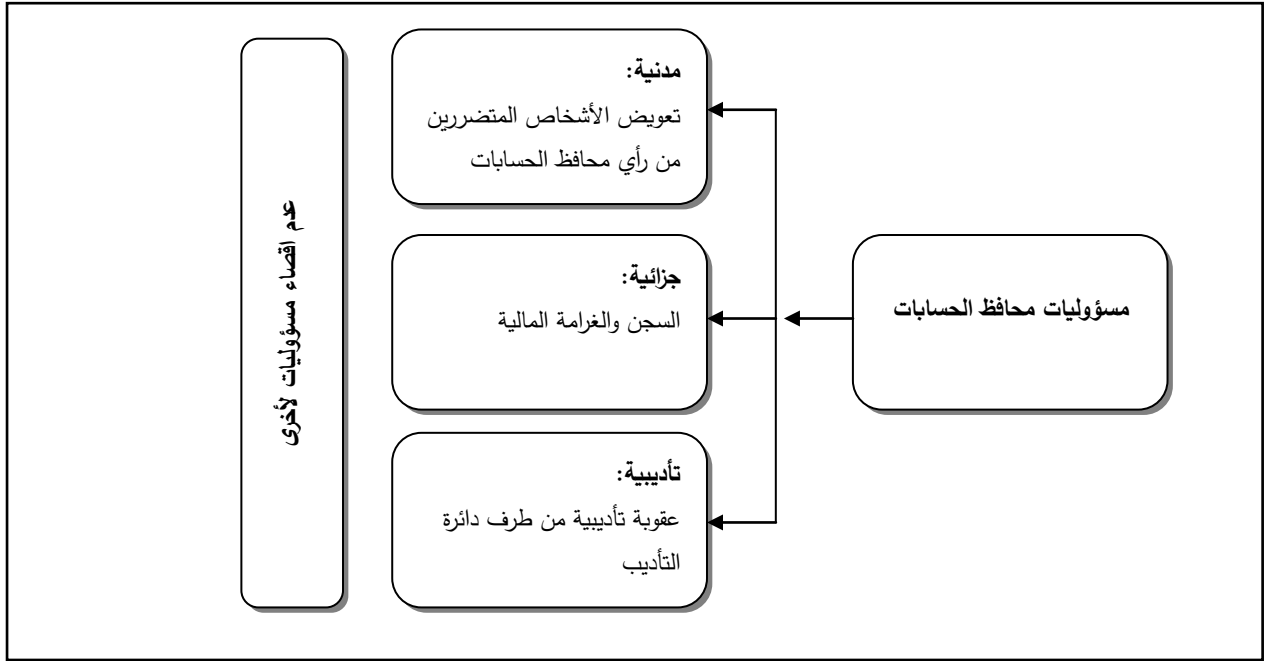 مسؤوليات محافظ الحسابات
مدنية:
تعويض الأشخاص المتضررين
من رأي محافظ الحسابات
جزائية:
السجن والغرامة المالية
تأديبية:
عقوبة تأديبية من طرف دائرة
التأديب
عدم اقصاء مسؤوليات لأخرى